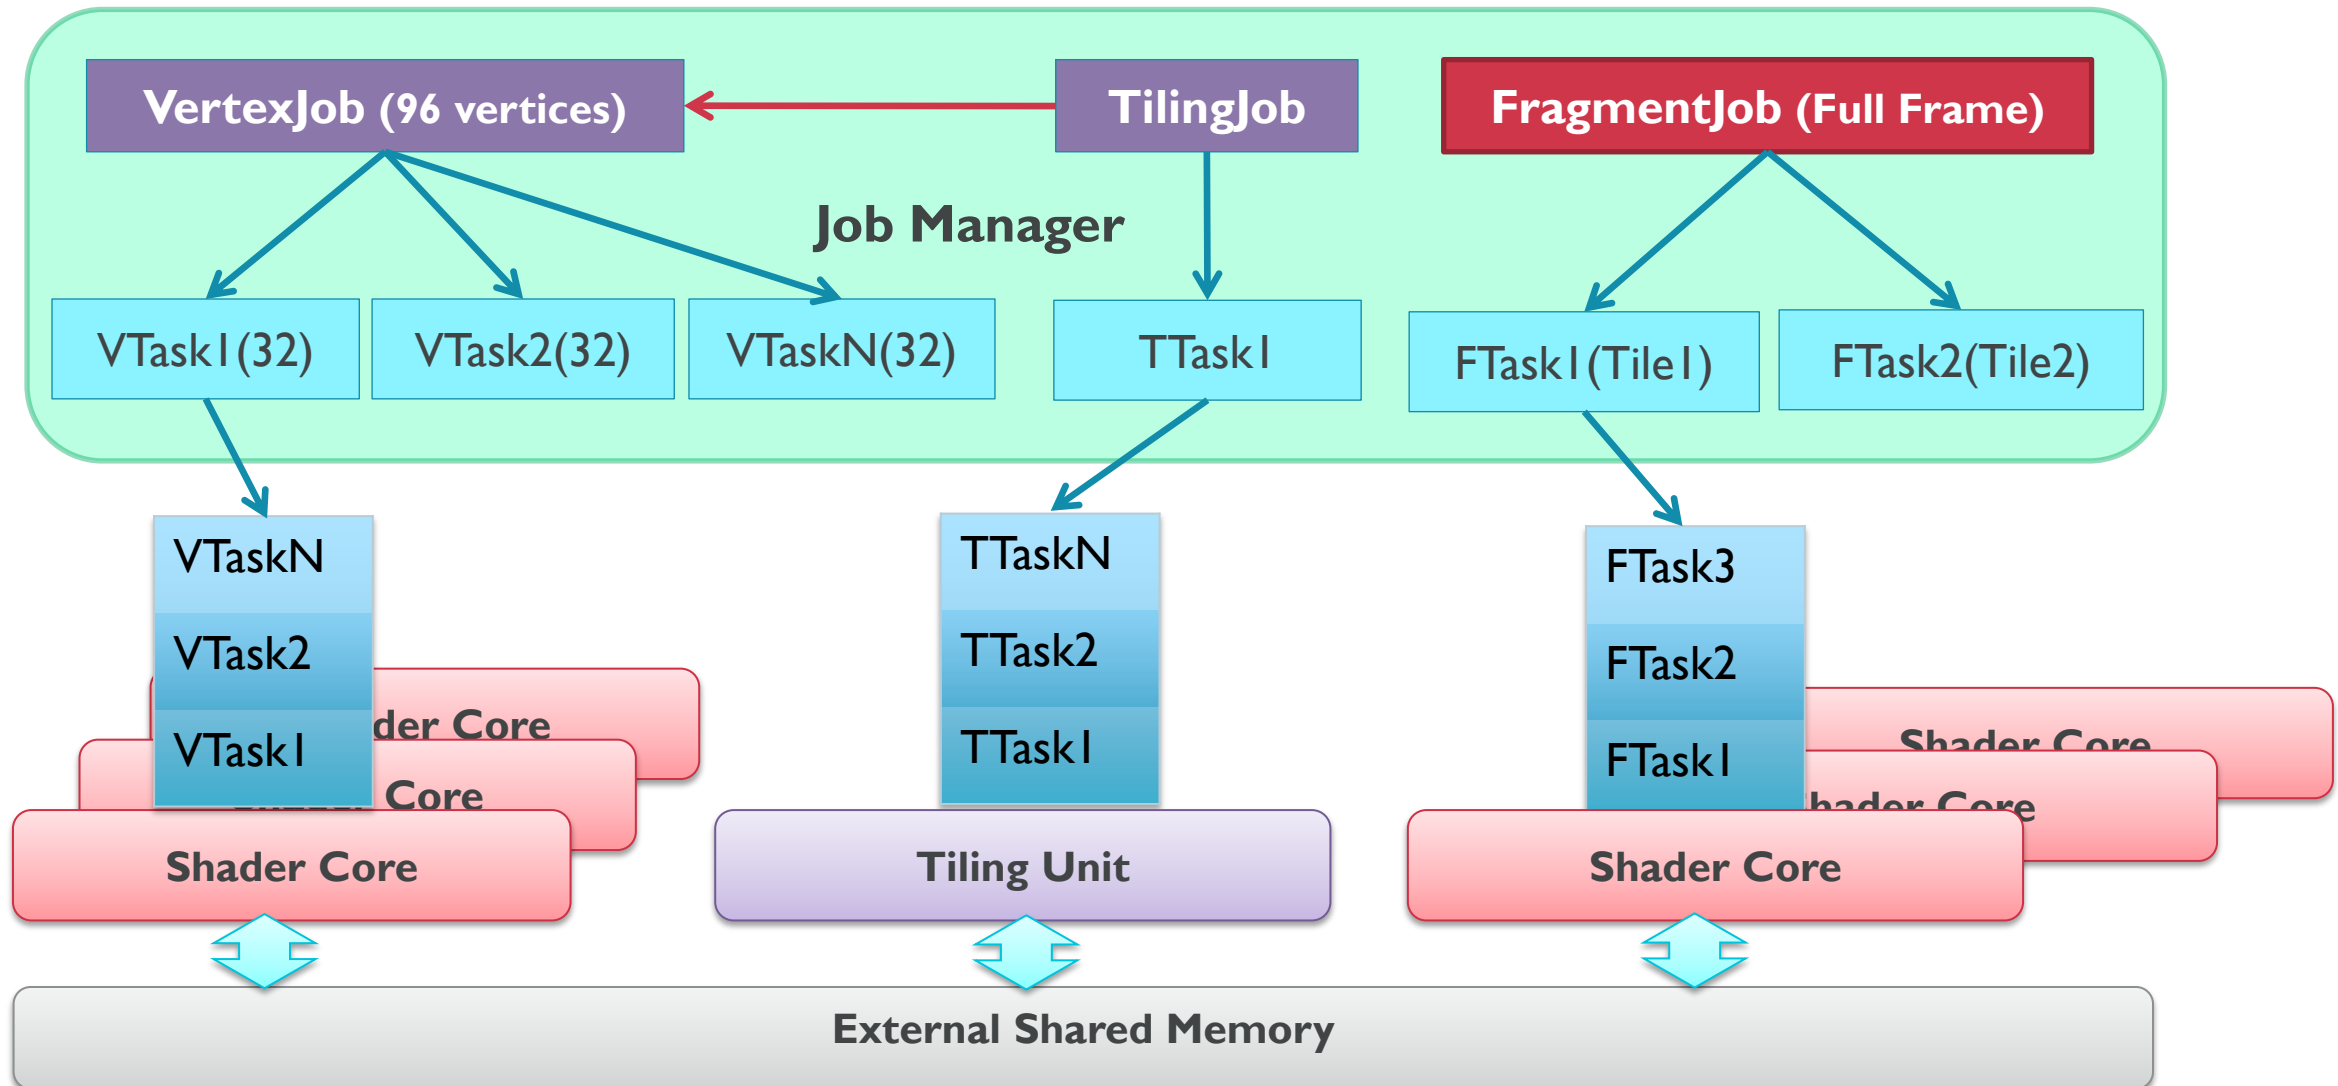 VertexJob (96 vertices)
TilingJob
FragmentJob (Full Frame)
Job Manager
VTask1(32)
VTask2(32)
VTaskN(32)
TTask1
FTask1(Tile1)
FTask2(Tile2)
VTaskN
VTask2
VTask1
TTaskN
TTask2
TTask1
FTask3
FTask2
FTask1
der Core
Core
Shader Core
Tiling Unit
Shader Core
hader Core
Shader Core
External Shared Memory